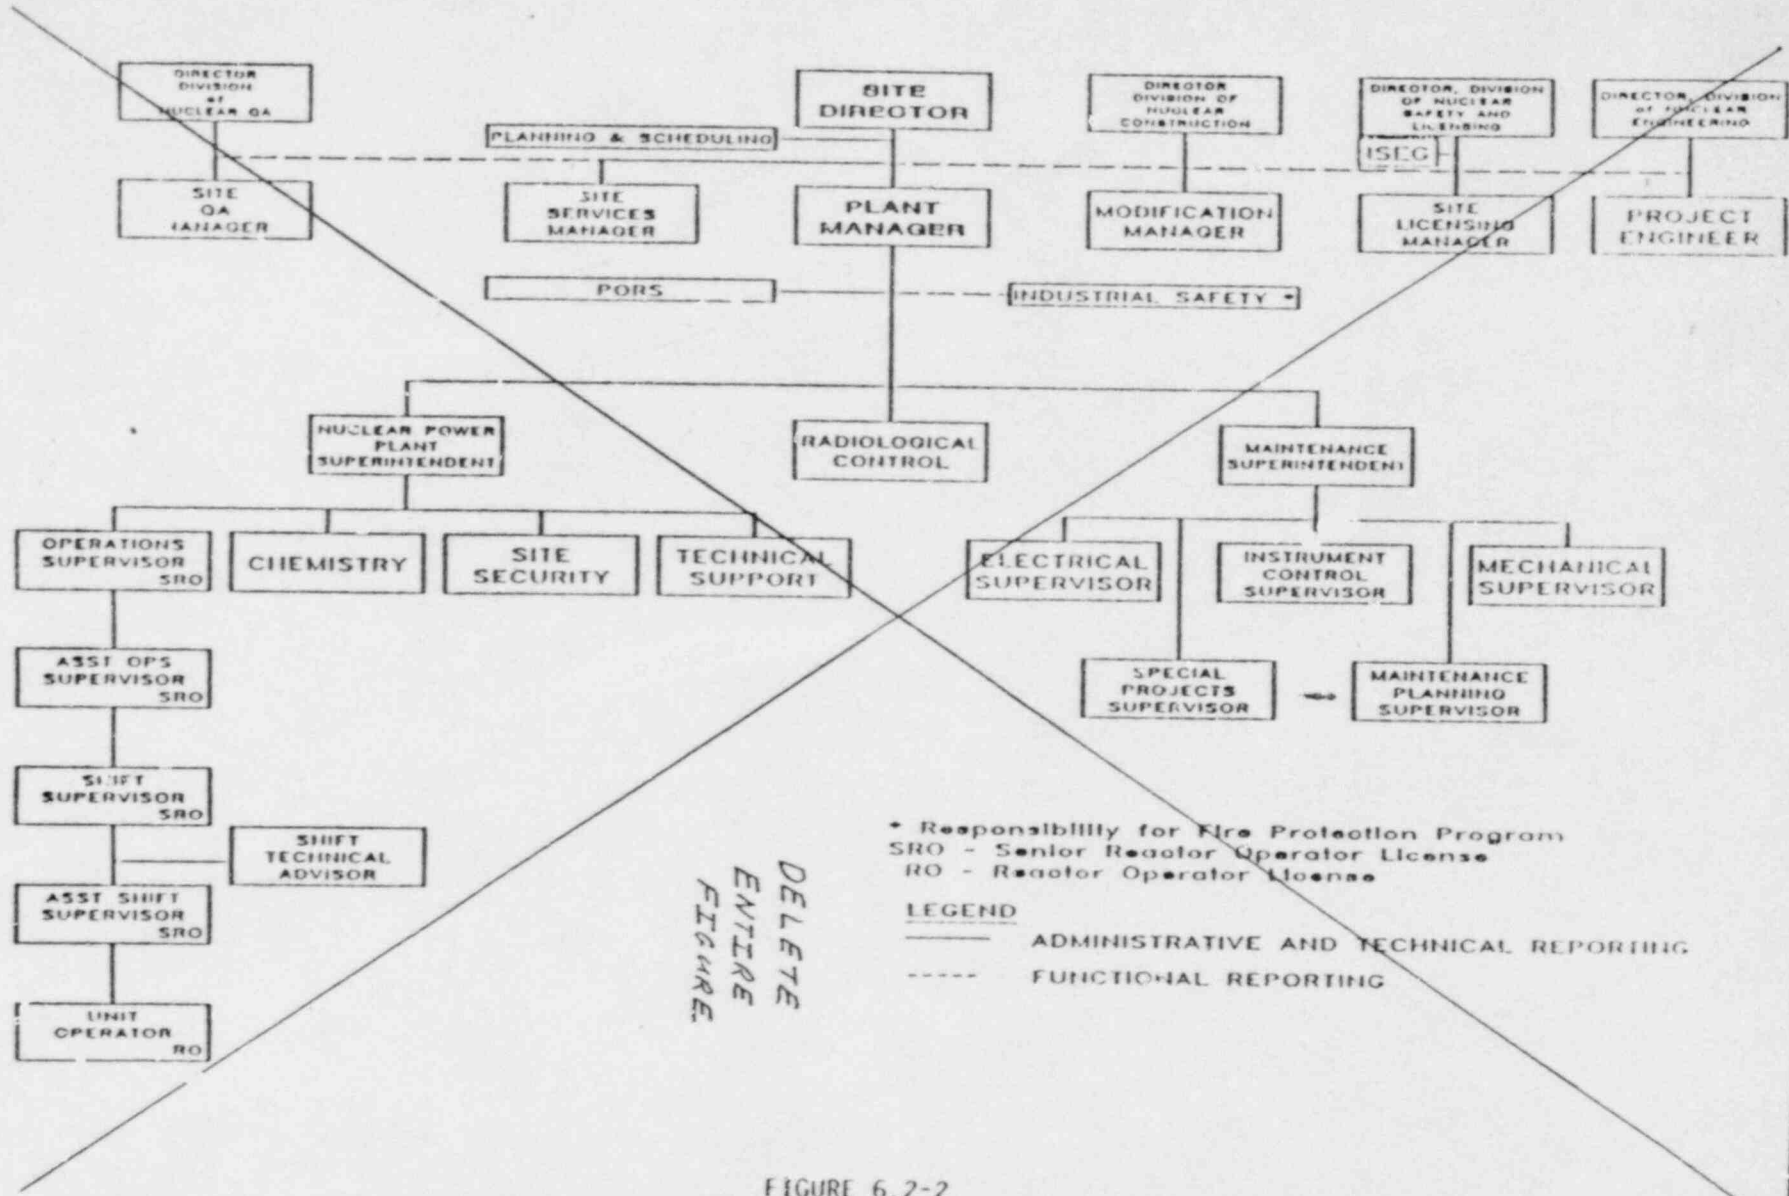 DIRECTOR
DIVISION
of
NUCLEAR QA
SITE
DIRECTOR
DIRECTOR
DIVISION OF
NUCLEAR
CONSTRUCTION
DIRECTOR, DIVISION
OF NUCLEAR
SAFETY AND
LICENSING
DIRECTOR, DIVISION
of NUCLEAR
ENGINEERING
PLANNING & SCHEDULING
ISEG
SITE
QA
MANAGER
SITE
SERVICES
MANAGER
PLANT
MANAGER
MODIFICATION
MANAGER
SITE
LICENSING
MANAGER
PROJECT
ENGINEER
PORS
INDUSTRIAL SAFETY *
NUCLEAR POWER
PLANT
SUPERINTENDENT
RADIOLOGICAL
CONTROL
MAINTENANCE
SUPERINTENDENT
OPERATIONS
SUPERVISOR
SRO
CHEMISTRY
SITE
SECURITY
TECHNICAL
SUPPORT
ELECTRICAL
SUPERVISOR
INSTRUMENT
CONTROL
SUPERVISOR
MECHANICAL
SUPERVISOR
ASST OPS
SUPERVISOR
SRO
SPECIAL
PROJECTS
SUPERVISOR
MAINTENANCE
PLANNING
SUPERVISOR
SHIFT
SUPERVISOR
SRO
SHIFT
TECHNICAL
ADVISOR
ASST SHIFT
SUPERVISOR
SRO
UNIT
OPERATOR
RO
DELETE
ENTIRE
FIGURE
* Responsibility for Fire Protection Program
SRO - Senior Reactor Operator License
RO - Reactor Operator License
LEGEND
ADMINISTRATIVE AND TECHNICAL REPORTING
FUNCTIONAL REPORTING
FIGURE 6.2-2